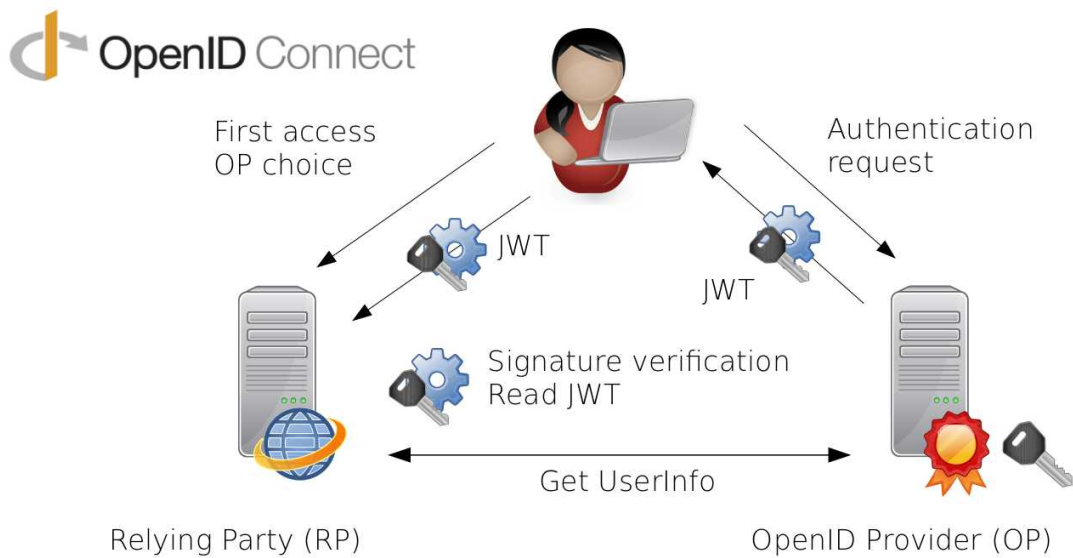 OpenID Connect
First access
OP choice
Authentication
request
JWT
JWT
Signature verification
Read JWT
Get UserInfo
Relying Party (RP)
OpenID Provider (OP)